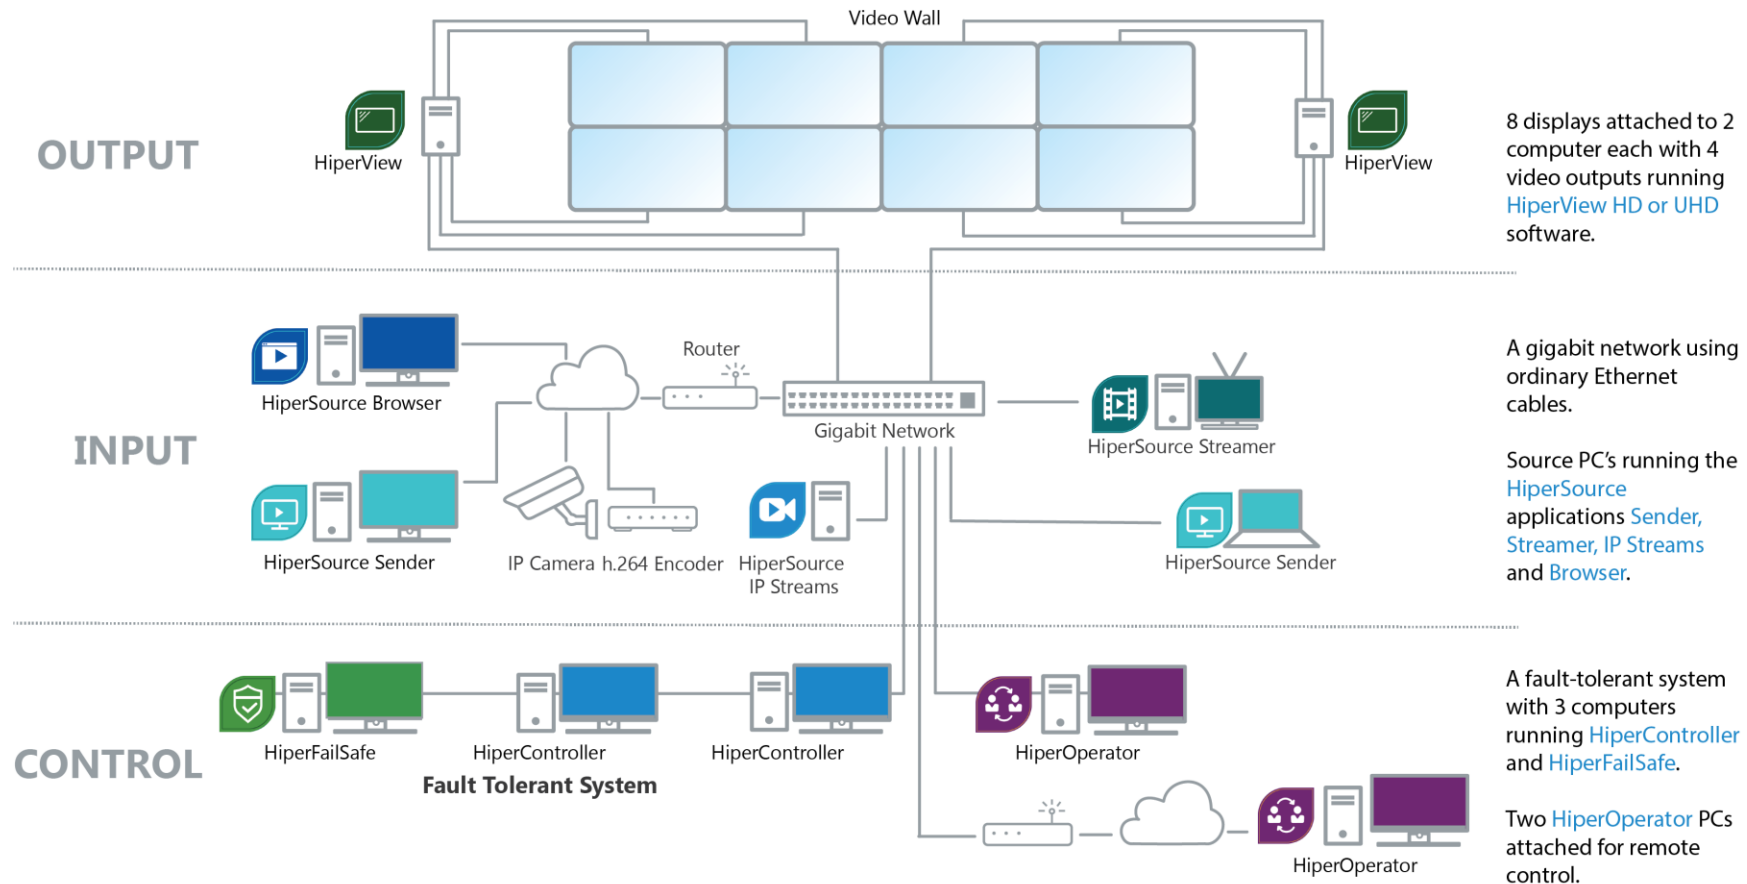 Video Wall
OUTPUT
HiperView
HiperView
8 displays attached to 2
computer each with 4
video outputs running
HiperView HD or UHD
software.
INPUT
HiperSource Browser
Router
Gigabit Network
HiperSource Streamer
HiperSource Sender
IP Camera
h.264 Encoder
HiperSource
IP Streams
HiperSource Sender
A gigabit network using
ordinary Ethernet
cables.
Source PC's running the
HiperSource
applications Sender,
Streamer, IP Streams
and Browser.
CONTROL
HiperFailSafe
HiperController
HiperController
Fault Tolerant System
HiperOperator
HiperOperator
A fault-tolerant system
with 3 computers
running HiperController
and HiperFailSafe.
Two HiperOperator PCs
attached for remote
control.